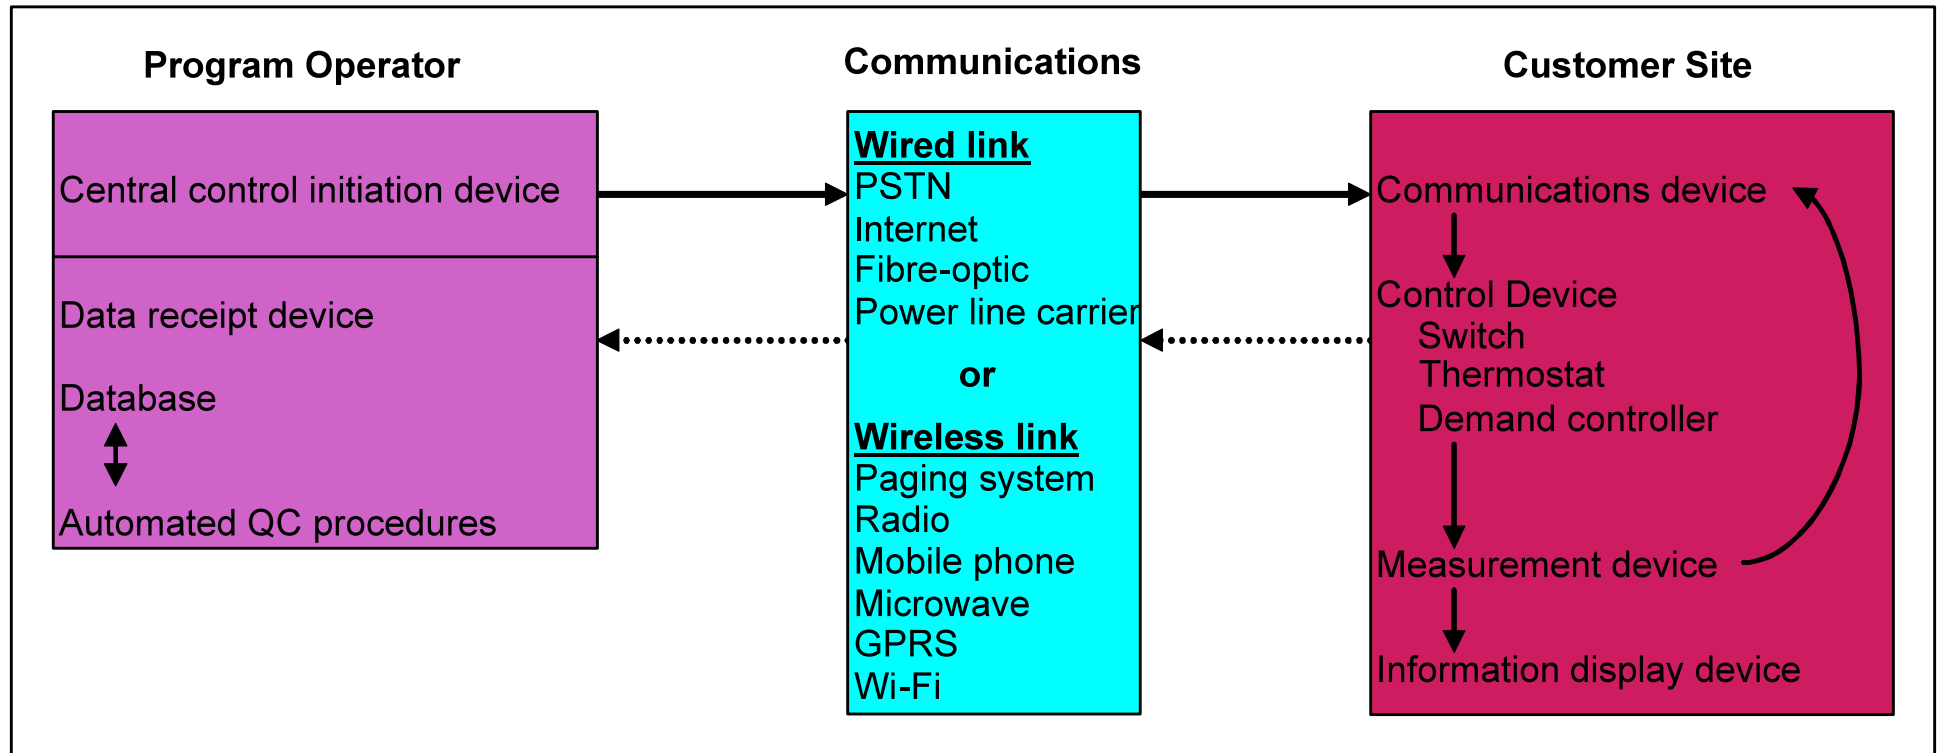 Program Operator
Central control initiation device
Data receipt device
Database
Automated QC procedures
Communications
Wired link
PSTN
Internet
Fibre-optic
Power line carrier
or
Wireless link
Paging system
Radio
Mobile phone
Microwave
GPRS
Wi-Fi
Customer Site
Communications device
Control Device
Switch
Thermostat
Demand controller
Measurement device
Information display device